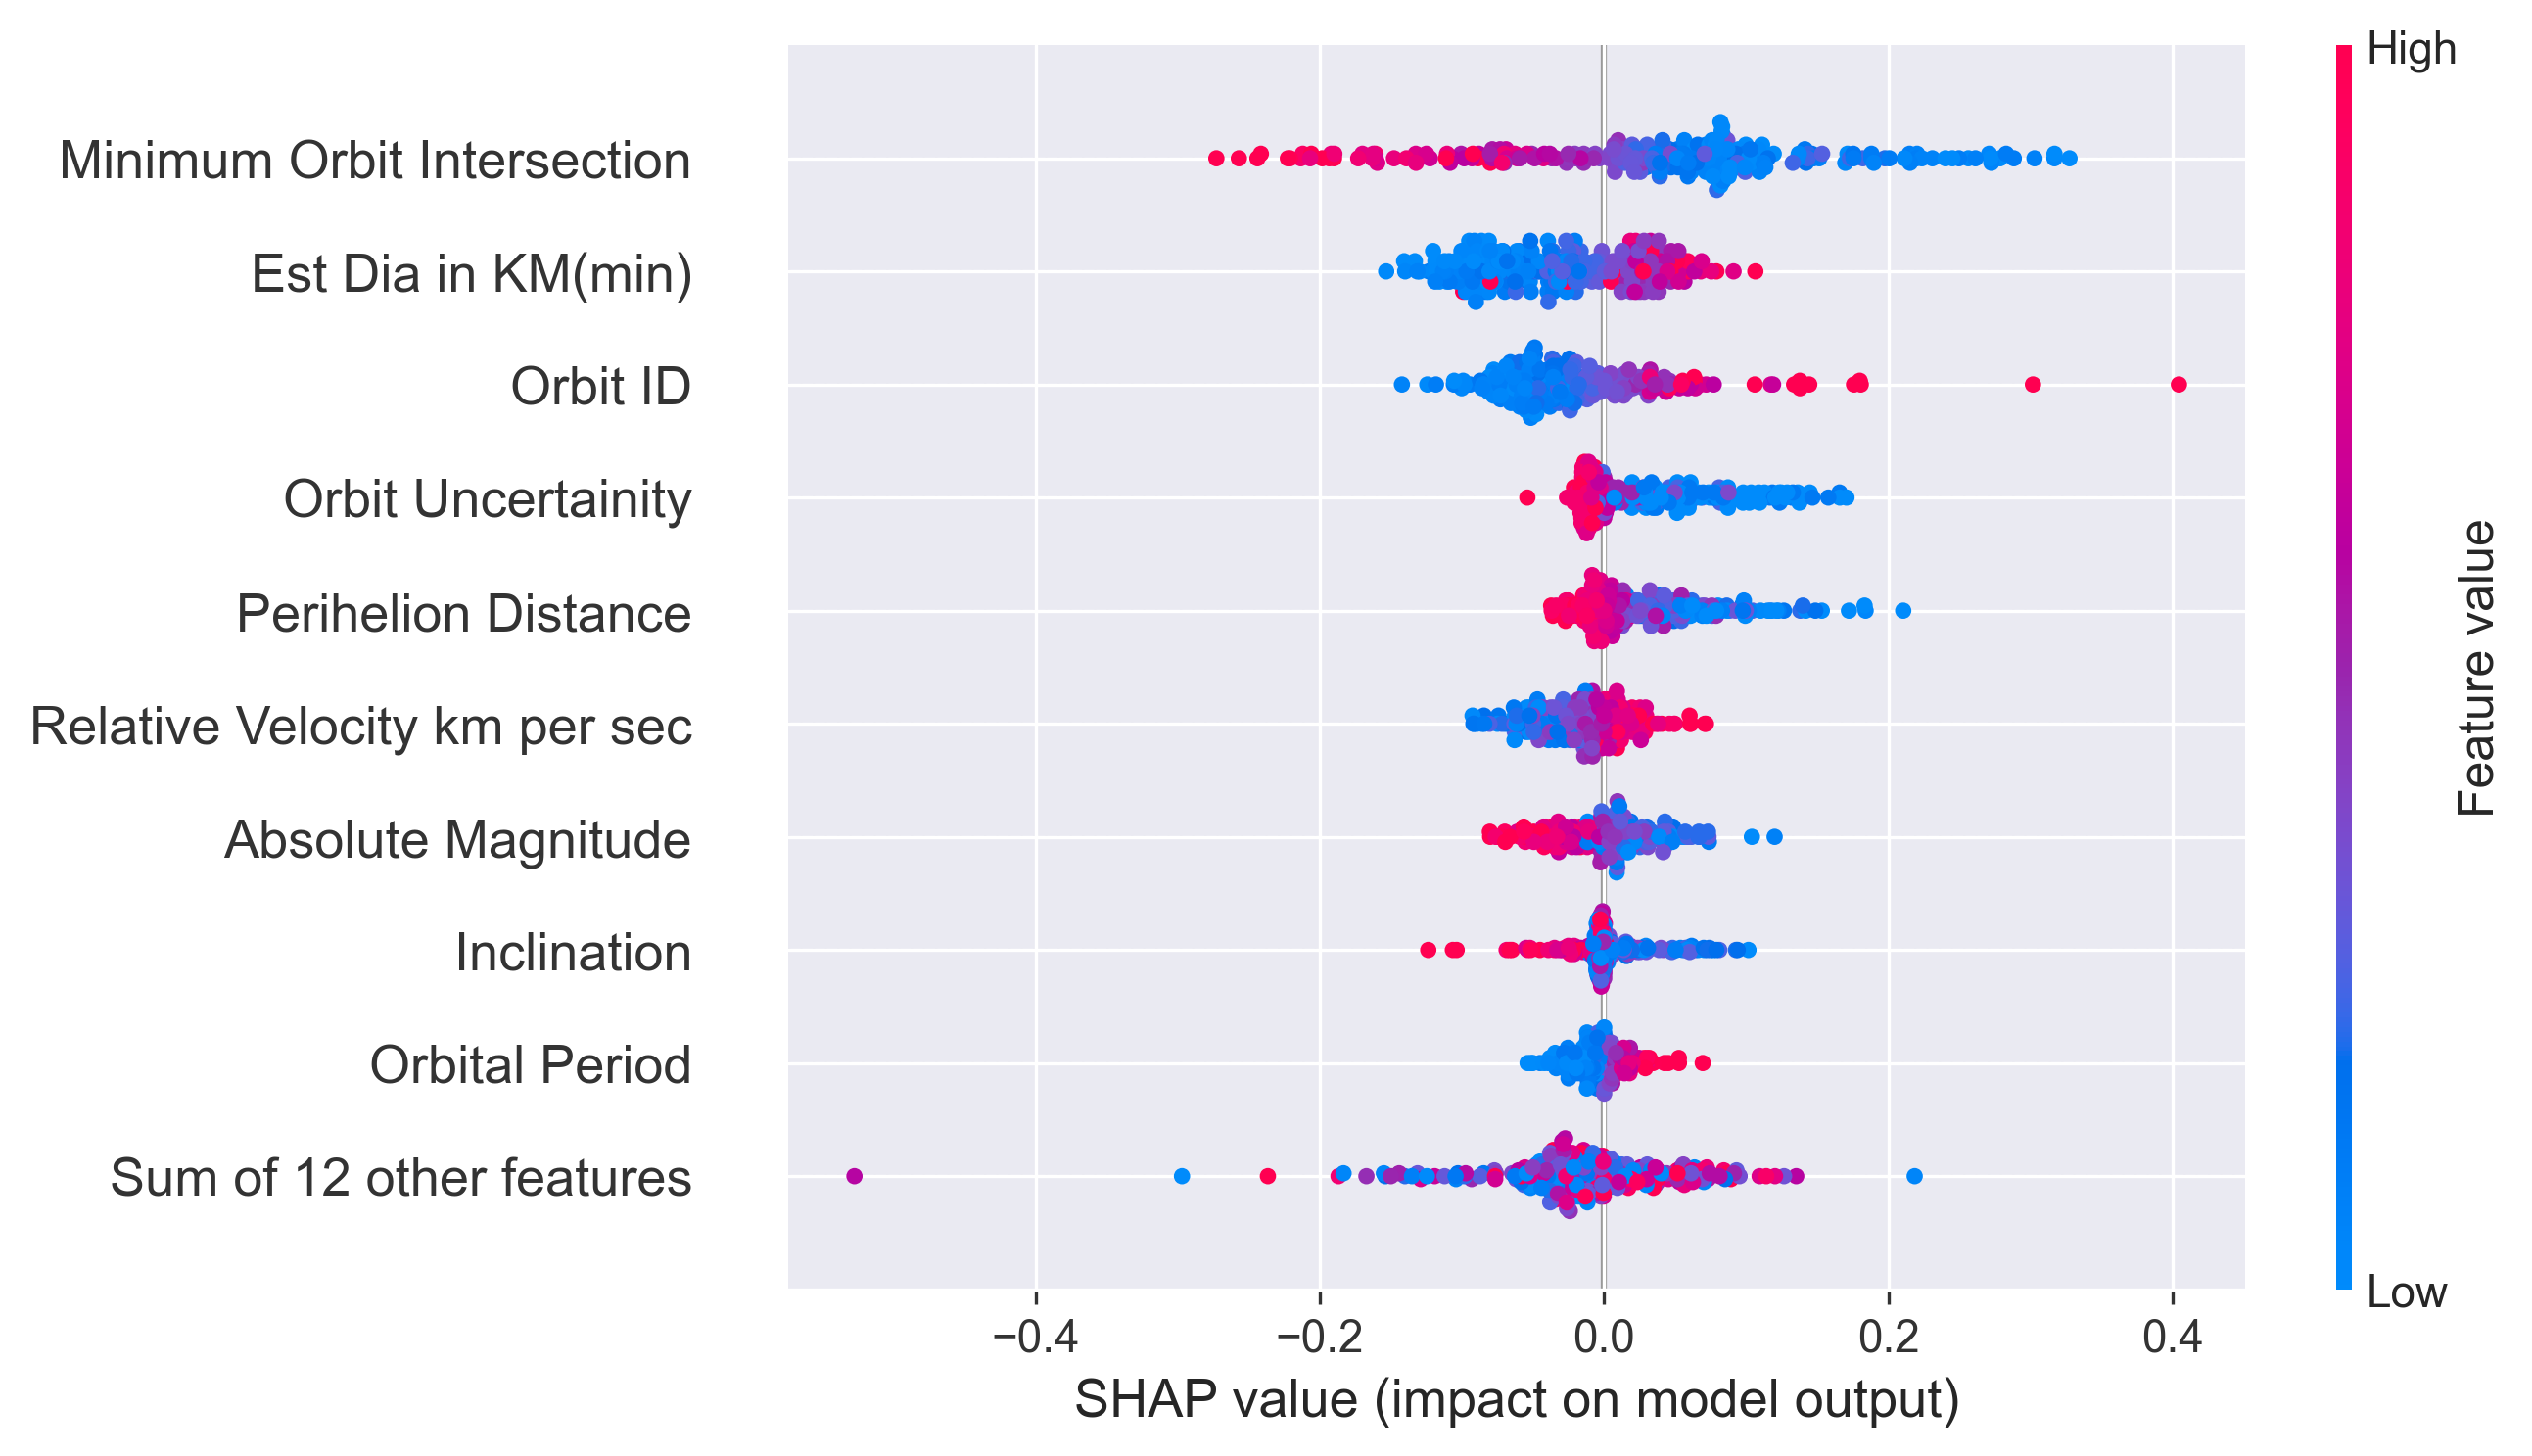 High
Minimum Orbit Intersection
Est Dia in KM(min)
Orbit ID
Orbit Uncertainity
Perihelion Distance
Relative Velocity km per sec
Absolute Magnitude
Inclination
Orbital Period
Sum of 12 other features
Feature value
Low
−0.4 −0.2 0.0 0.2 0.4
SHAP value (impact on model output)